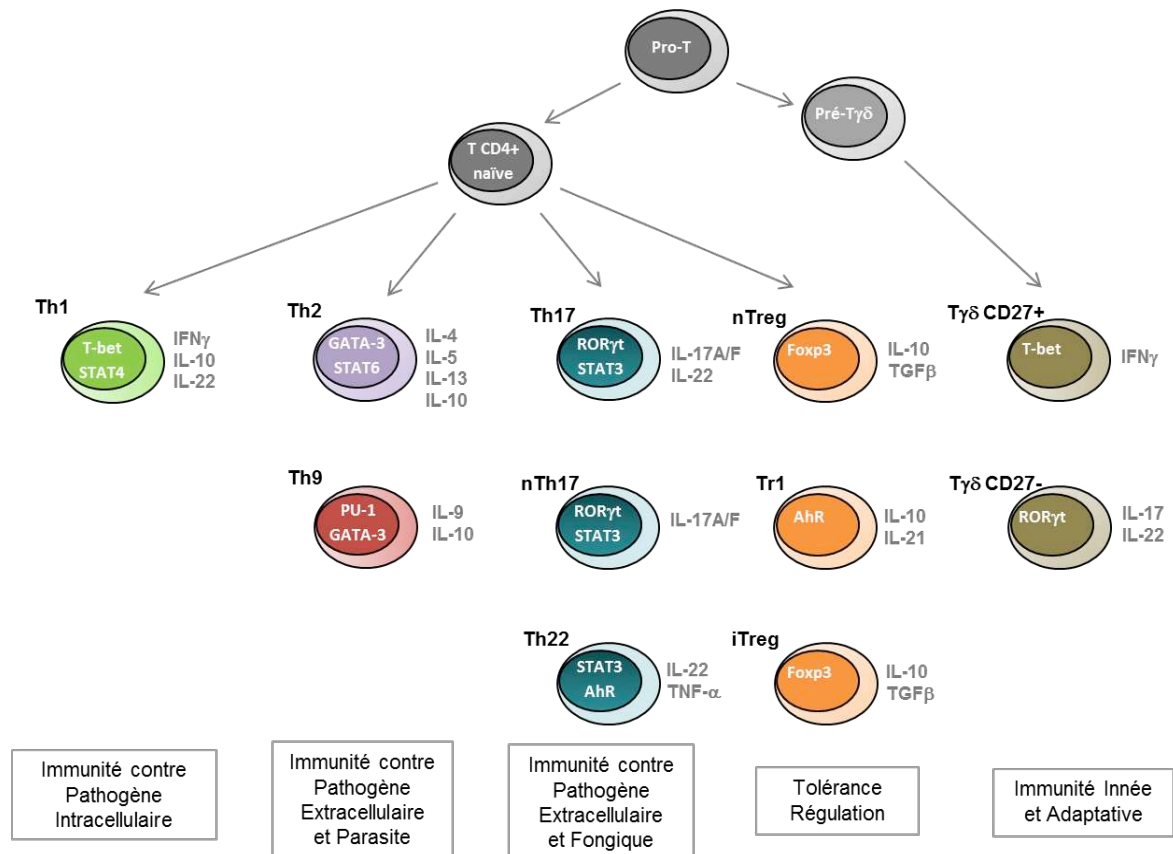 Pro-T
Pré-Tγδ
T CD4+
naïve
Th1
T-bet
STAT4
IFNγ
IL-10
IL-22
Th2
GATA-3
STAT6
IL-4
IL-5
IL-13
IL-10
Th17
RORγt
STAT3
IL-17A/F
IL-22
nTreg
Foxp3
IL-10
TGFβ
Tγδ CD27+
T-bet
IFNγ
Th9
PU-1
GATA-3
IL-9
IL-10
nTh17
RORγt
STAT3
IL-17A/F
Tr1
AhR
IL-10
IL-21
Tγδ CD27-
RORγt
IL-17
IL-22
Th22
STAT3
AhR
IL-22
TNF-α
iTreg
Foxp3
IL-10
TGFβ
Immunité contre
Pathogène
Intracellulaire
Immunité contre
Pathogène
Extracellulaire
et Parasite
Immunité contre
Pathogène
Extracellulaire
et Fongique
Tolérance
Régulation
Immunité Innée
et Adaptative